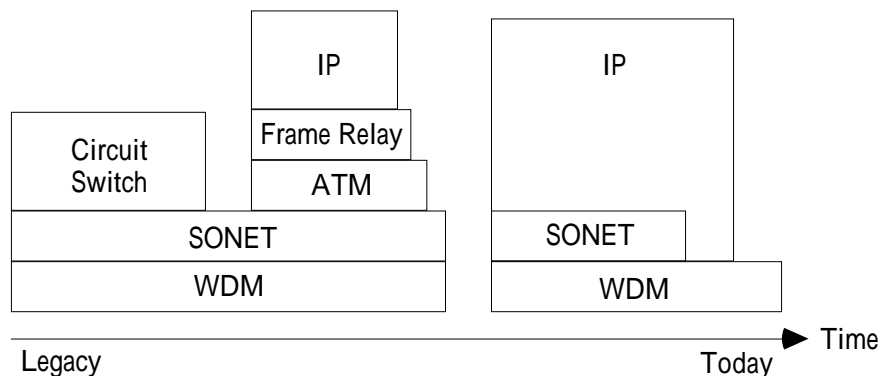 IP
Frame Relay
ATM
Circuit
Switch
SONET
WDM
IP
SONET
WDM
Time
Legacy
Today